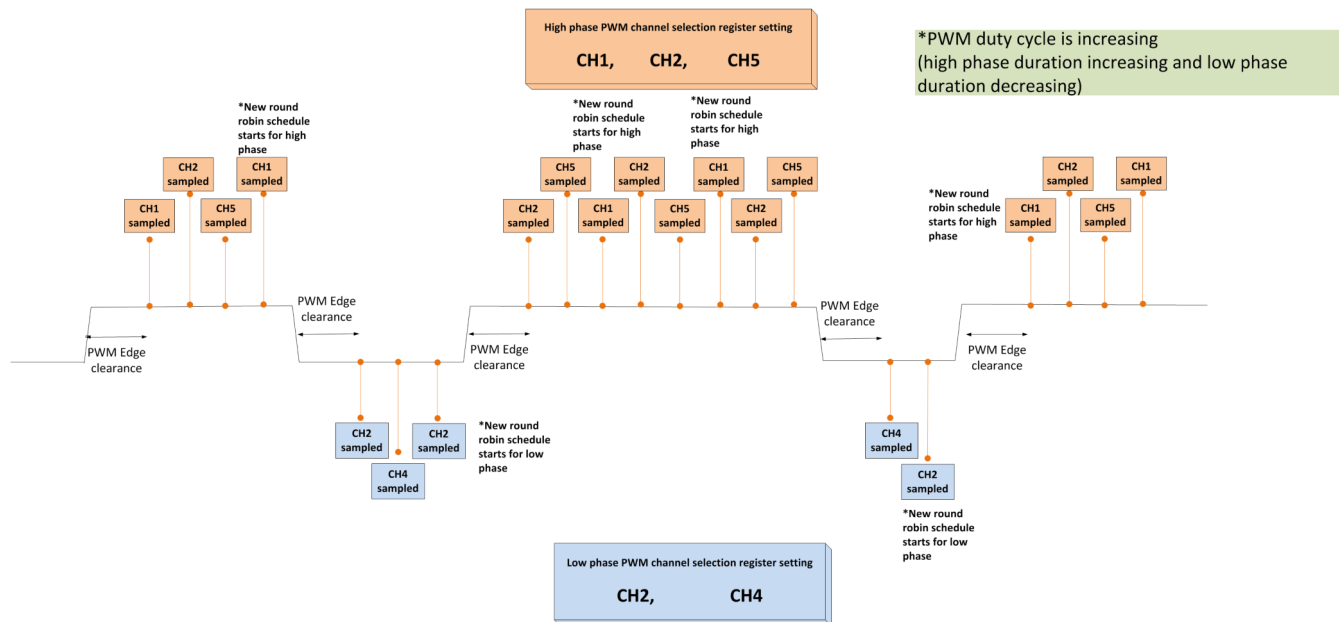 High phase PWM channel selection register setting
CH1, CH2, CH5
*PWM duty cycle is increasing
(high phase duration increasing and low phase
duration decreasing)
*New round
robin schedule
starts for high
phase
*New round
robin schedule
starts for high
phase
*New round
robin schedule
starts for high
phase
CH2
sampled
CH1
sampled
CH5
sampled
CH2
sampled
CH1
sampled
CH5
sampled
CH2
sampled
CH1
sampled
*New round
robin schedule
starts for high
phase
CH1
sampled
CH5
sampled
CH2
sampled
CH1
sampled
CH5
sampled
CH2
sampled
CH1
sampled
CH5
sampled
PWM Edge
clearance
PWM Edge
clearance
PWM Edge
clearance
PWM Edge
clearance
PWM Edge
clearance
CH2
sampled
CH2
sampled
*New round
robin schedule
starts for low
phase
CH4
sampled
CH4
sampled
CH2
sampled
*New round
robin schedule
starts for low
phase
Low phase PWM channel selection register setting
CH2, CH4